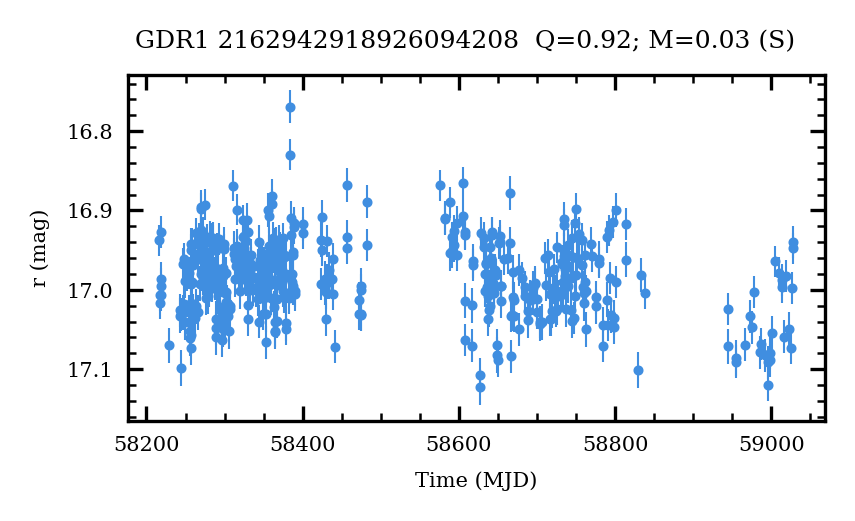 GDR1 2162942918926094208  Q=0.92; M=0.03 (S)
16.8
16.9
17.0
17.1
r (mag)
58200 58400 58600 58800 59000
Time (MJD)